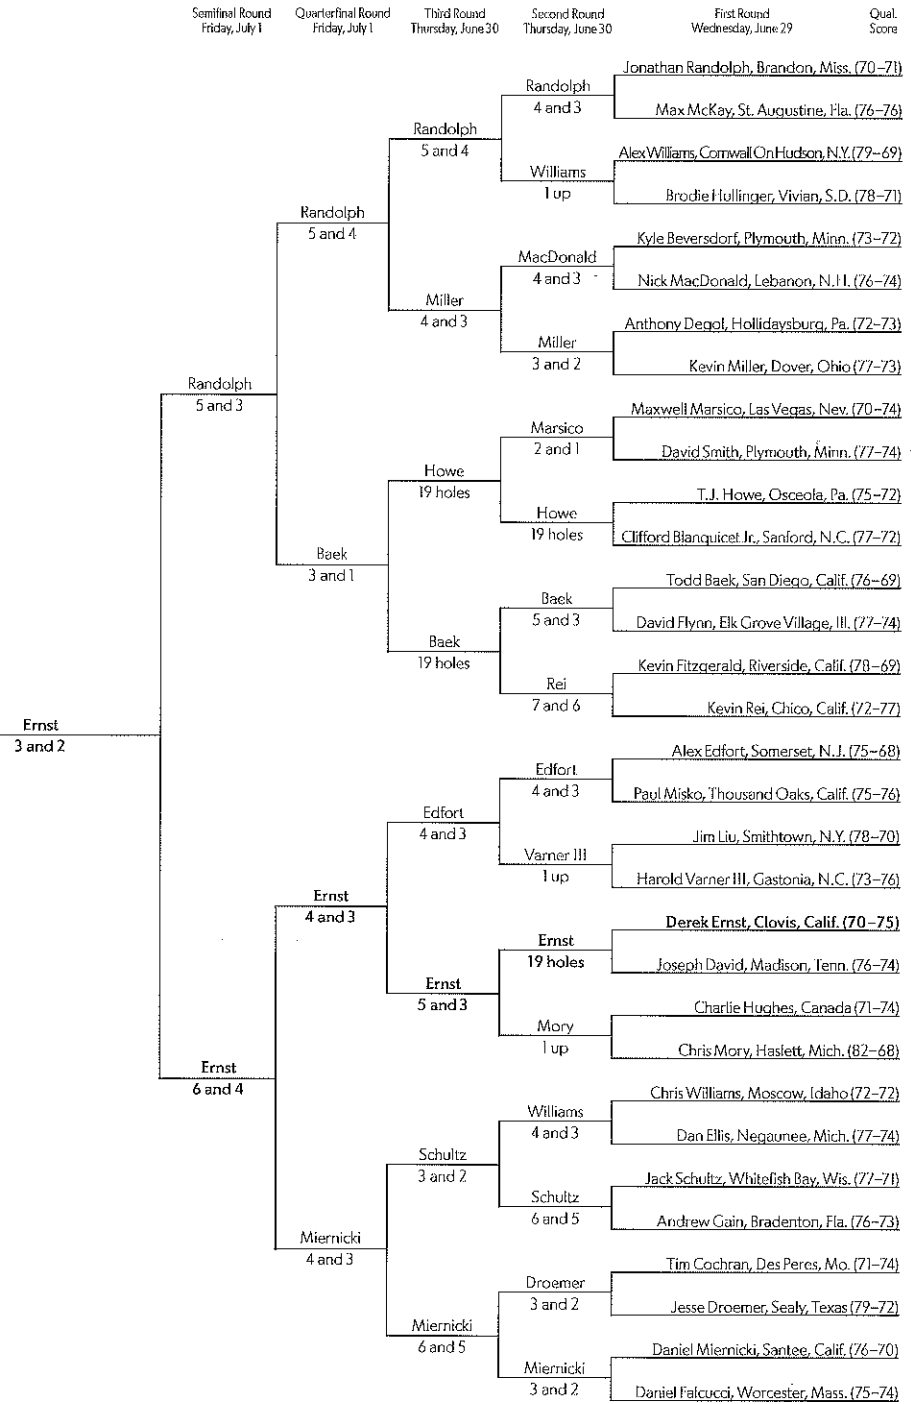 Semifinal Round
Friday, July 1
Quarterfinal Round
Friday, July 1
Third Round
Thursday, June 30
Second Round
Thursday, June 30
First Round
Wednesday, June 29
Qual.
Score
Jonathan Randolph, Brandon, Miss. (70–71)
Randolph
4 and 3
Max McKay, St. Augustine, Fla. (76–76)
Randolph
5 and 4
Alex Williams, Cornwall On Hudson, N.Y. (79–69)
Williams
1 up
Brodie Hullinger, Vivian, S.D. (78–71)
Randolph
5 and 4
Kyle Beversdorf, Plymouth, Minn. (73–72)
MacDonald
4 and 3
Nick MacDonald, Lebanon, N.H. (76–74)
Miller
4 and 3
Anthony Degol, Hollidaysburg, Pa. (72–73)
Miller
3 and 2
Kevin Miller, Dover, Ohio (77–73)
Randolph
5 and 3
Maxwell Marsico, Las Vegas, Nev. (70–74)
Marsico
2 and 1
David Smith, Plymouth, Minn. (77–74)
Howe
19 holes
T.J. Howe, Osceola, Pa. (75–72)
Howe
19 holes
Clifford Blanquicet Jr., Sanford, N.C. (77–72)
Baek
3 and 1
Todd Baek, San Diego, Calif. (76–69)
Baek
5 and 3
David Flynn, Elk Grove Village, Ill. (77–74)
Baek
19 holes
Kevin Fitzgerald, Riverside, Calif. (78–69)
Rei
7 and 6
Kevin Rei, Chico, Calif. (72–77)
Ernst
3 and 2
Alex Edfort, Somerset, N.J. (75–68)
Edfort
4 and 3
Paul Misko, Thousand Oaks, Calif. (75–76)
Edfort
4 and 3
Jim Liu, Smithtown, N.Y. (78–70)
Varner III
1 up
Harold Varner III, Gastonia, N.C. (73–76)
Ernst
4 and 3
Derek Ernst, Clovis, Calif. (70–75)
Ernst
19 holes
Joseph David, Madison, Tenn. (76–74)
Ernst
5 and 3
Charlie Hughes, Canada (71–74)
Mory
1 up
Chris Mory, Haslett, Mich. (82–68)
Ernst
6 and 4
Chris Williams, Moscow, Idaho (72–72)
Williams
4 and 3
Dan Ellis, Negaunee, Mich. (77–74)
Schultz
3 and 2
Jack Schultz, Whitefish Bay, Wis. (77–71)
Schultz
6 and 5
Andrew Gain, Bradenton, Fla. (76–73)
Miernicki
4 and 3
Tim Cochran, Des Peres, Mo. (71–74)
Droemer
3 and 2
Jesse Droemer, Sealy, Texas (79–72)
Miernicki
6 and 5
Daniel Miernicki, Santee, Calif. (76–70)
Miernicki
3 and 2
Daniel Falcucci, Worcester, Mass. (75–74)